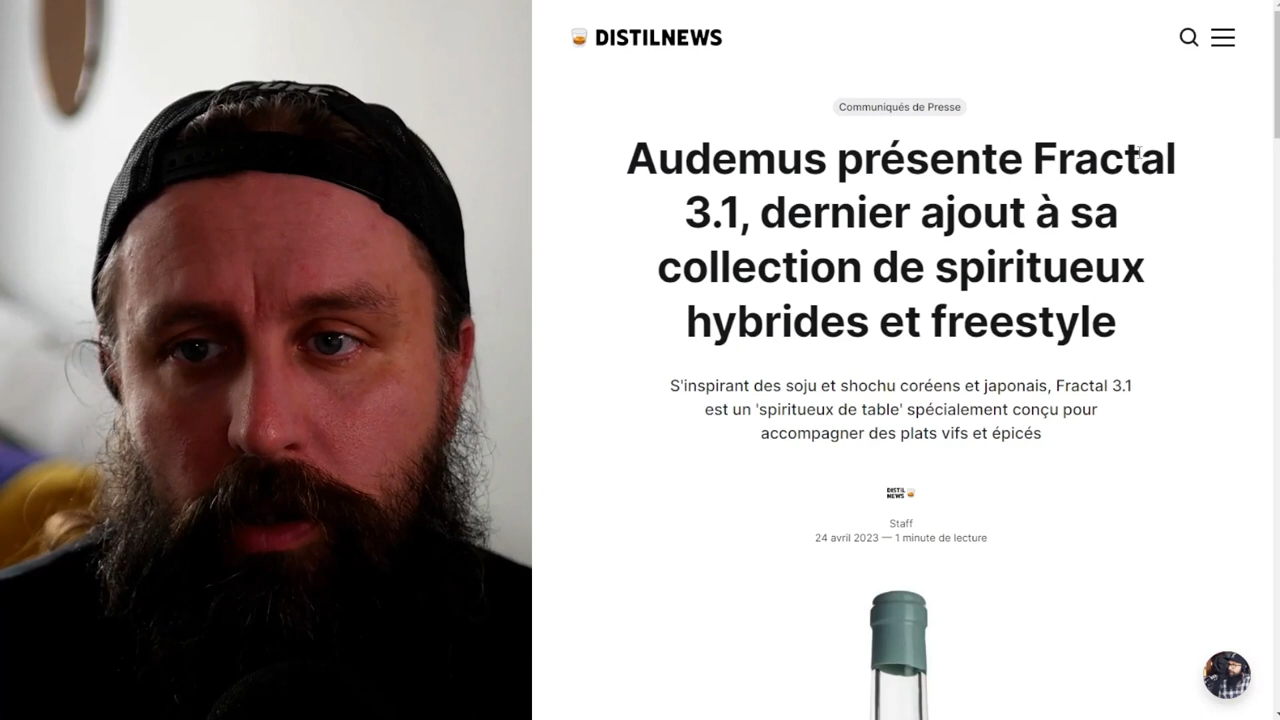 DISTILNEWS
Communiqués de Presse
Audemus présente Fractal
3.1, dernier ajout à sa
collection de spiritueux
hybrides et freestyle
S'inspirant des soju et shochu coréens et japonais, Fractal 3.1
est un 'spiritueux de table' spécialement conçu pour
accompagner des plats vifs et épicés
DISTIL
NEWS
Staff
24 avril 2023 — 1 minute de lecture